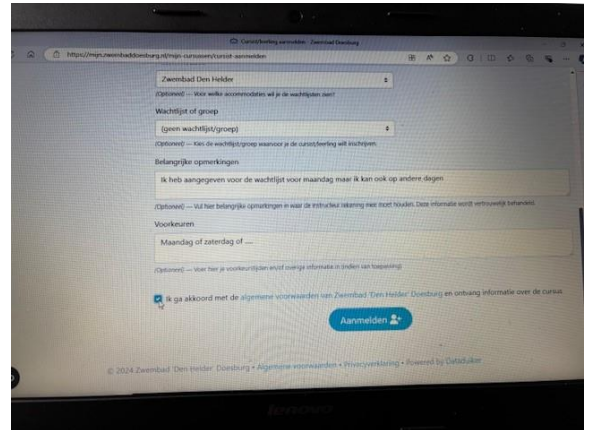 Cursist/leerling aanmelden - Zwembad Doesburg
https://mijn.zwembaddoesburg.nl/mijn-cursussen/cursist-aanmelden
Zwembad Den Helder
(Optioneel) — Voor welke accommodaties wil je de wachtlijsten zien?
Wachtlijst of groep
(geen wachtlijst/groep)
(Optioneel) — Kies de wachtlijst/groep waarvoor je de cursist/leerling wilt inschrijven.
Belangrijke opmerkingen
Ik heb aangegeven voor de wachtlijst voor maandag maar ik kan ook op andere dagen
(Optioneel) — Vul hier belangrijke opmerkingen in waar de instructeur rekening mee moet houden. Deze informatie wordt vertrouwelijk behandeld.
Voorkeuren
Maandag of zaterdag of ....
(Optioneel) — Voer hier je voorkeurstijden en/of overige informatie in (indien van toepassing)
Ik ga akkoord met de algemene voorwaarden van Zwembad 'Den Helder' Doesburg en ontvang informatie over de cursus.
Aanmelden
© 2024 Zwembad 'Den Helder' Doesburg • Algemene voorwaarden • Privacyverklaring • Powered by Dataduiker
lenovo